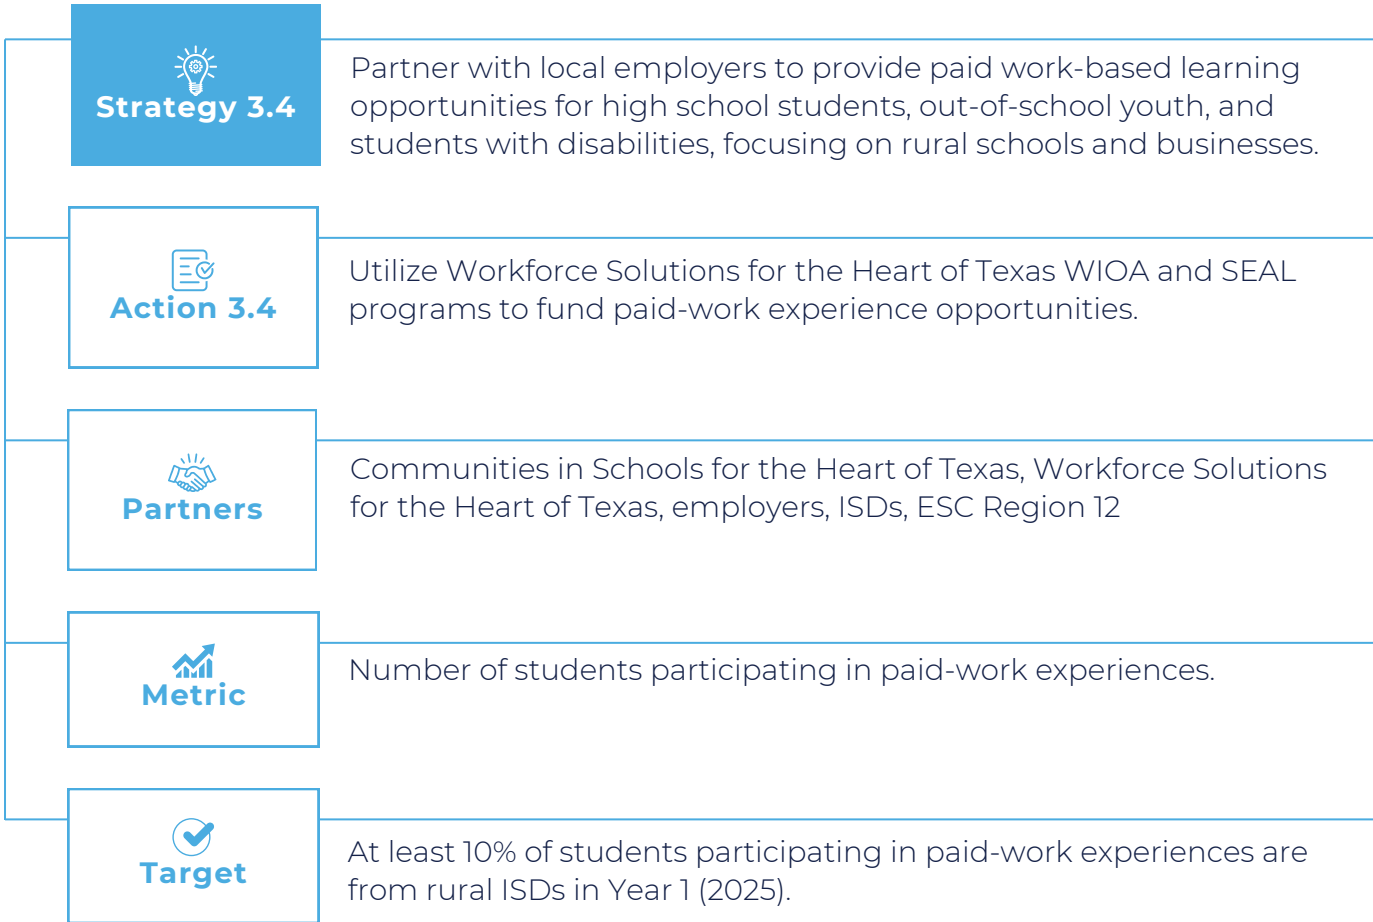 Strategy 3.4
Partner with local employers to provide paid work-based learning
opportunities for high school students, out-of-school youth, and
students with disabilities, focusing on rural schools and businesses.
Action 3.4
Utilize Workforce Solutions for the Heart of Texas WIOA and SEAL
programs to fund paid-work experience opportunities.
Partners
Communities in Schools for the Heart of Texas, Workforce Solutions
for the Heart of Texas, employers, ISDs, ESC Region 12
Metric
Number of students participating in paid-work experiences.
Target
At least 10% of students participating in paid-work experiences are
from rural ISDs in Year 1 (2025).